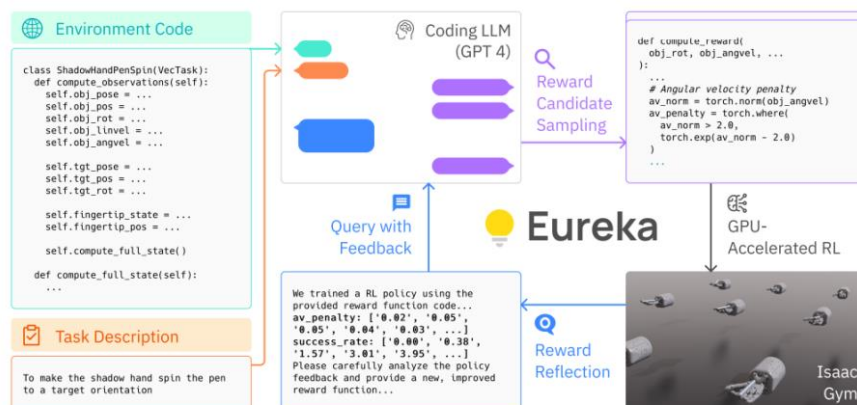 Environment Code
class ShadowHandPenSpin(VecTask):
def compute_observations(self):
self.obj_pose = ...
self.obj_pos = ...
self.obj_rot = ...
self.obj_linvel = ...
self.obj_angvel = ...
self.tgt_pose = ...
self.tgt_pos = ...
self.tgt_rot = ...
self.fingertip_state = ...
self.fingertip_pos = ...
self.compute_full_state()
def compute_full_state(self):
...
Task Description
To make the shadow hand spin the pen
to a target orientation
Coding LLM
(GPT 4)
Reward
Candidate
Sampling
def compute_reward(
obj_rot, obj_angvel, ...
):
...
# Angular velocity penalty
av_norm = torch.norm(obj_angvel)
av_penalty = torch.where(
av_norm > 2.0,
torch.exp(av_norm - 2.0)
)
...
Query with
Feedback
Eureka
GPU-
Accelerated RL
We trained a RL policy using the
provided reward function code...
av_penalty: ['0.02', '0.05',
'0.05', '0.04', '0.03', ...]
success_rate: ['0.00', '0.38',
'1.57', '3.01', '3.95', ...]
Please carefully analyze the policy
feedback and provide a new, improved
reward function...
Reward
Reflection
Isaac
Gym